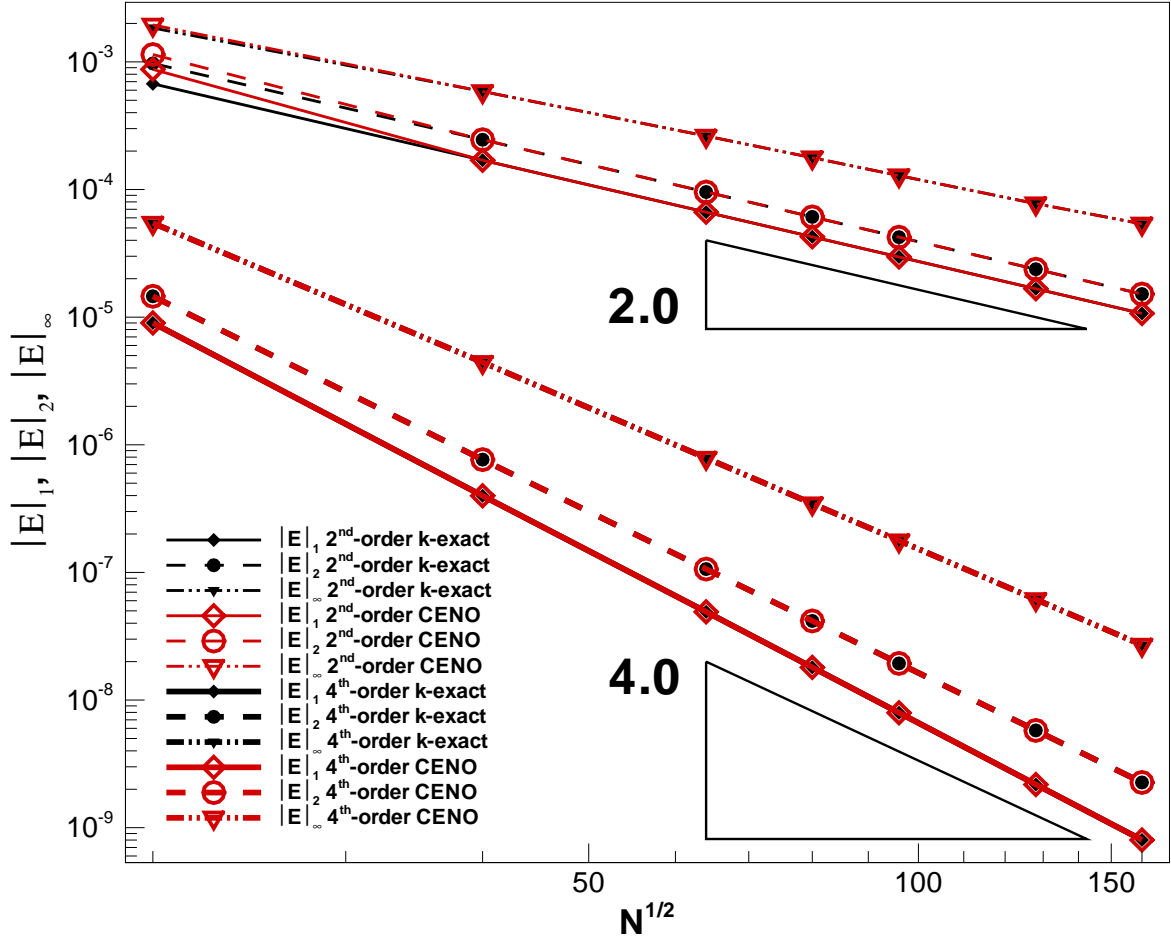 10⁻³
10⁻⁴
10⁻⁵
10⁻⁶
10⁻⁷
10⁻⁸
10⁻⁹
|E|₁, |E|₂, |E|∞
2.0
4.0
|E|₁ 2ⁿᵈ-order k-exact
|E|₂ 2ⁿᵈ-order k-exact
|E|∞ 2ⁿᵈ-order k-exact
|E|₁ 2ⁿᵈ-order CENO
|E|₂ 2ⁿᵈ-order CENO
|E|∞ 2ⁿᵈ-order CENO
|E|₁ 4ᵗʰ-order k-exact
|E|₂ 4ᵗʰ-order k-exact
|E|∞ 4ᵗʰ-order k-exact
|E|₁ 4ᵗʰ-order CENO
|E|₂ 4ᵗʰ-order CENO
|E|∞ 4ᵗʰ-order CENO
50 100 150
N¹ᐟ²